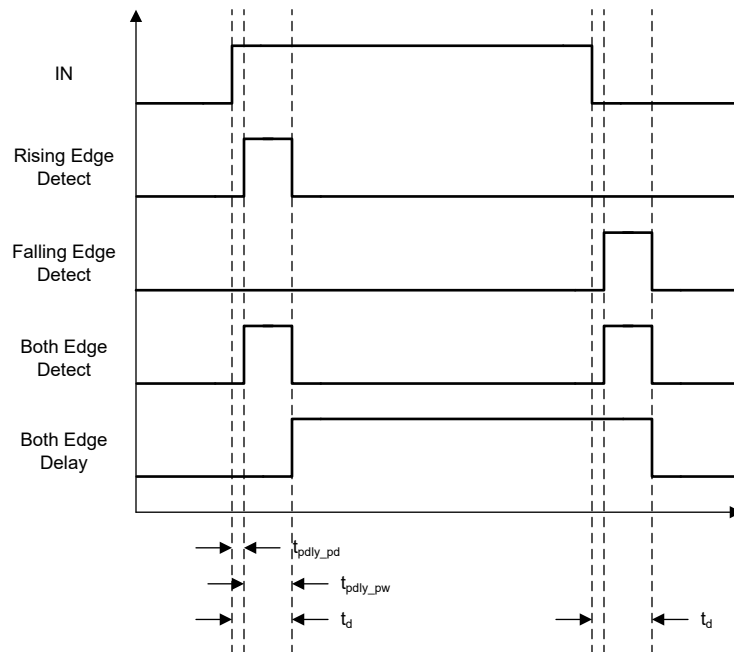 IN
Rising Edge
Detect
Falling Edge
Detect
Both Edge
Detect
Both Edge
Delay
tpdly_pd
tpdly_pw
td
td